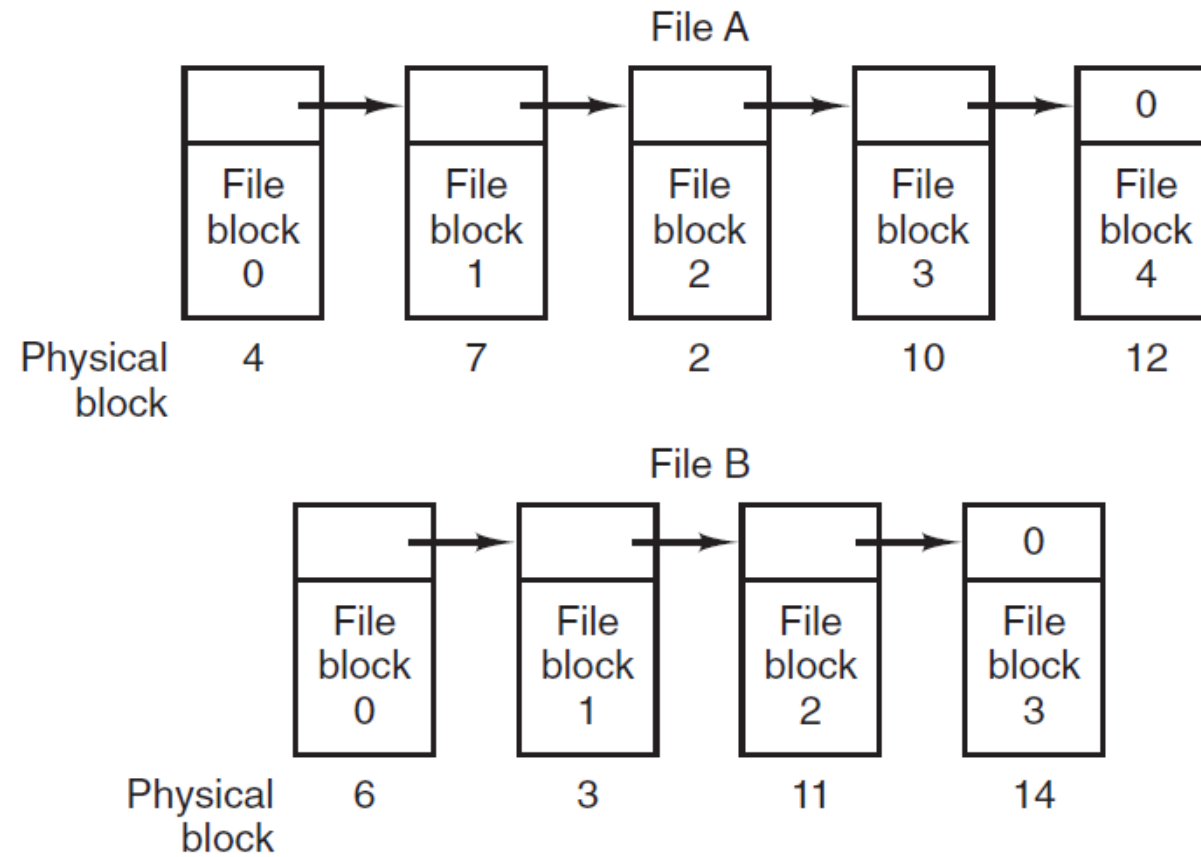 File A
0
File File File File File
block block block block block
0 1 2 3 4
Physical 4 7 2 10 12
block
File B
0
File File File File
block block block block
0 1 2 3
Physical 6 3 11 14
block